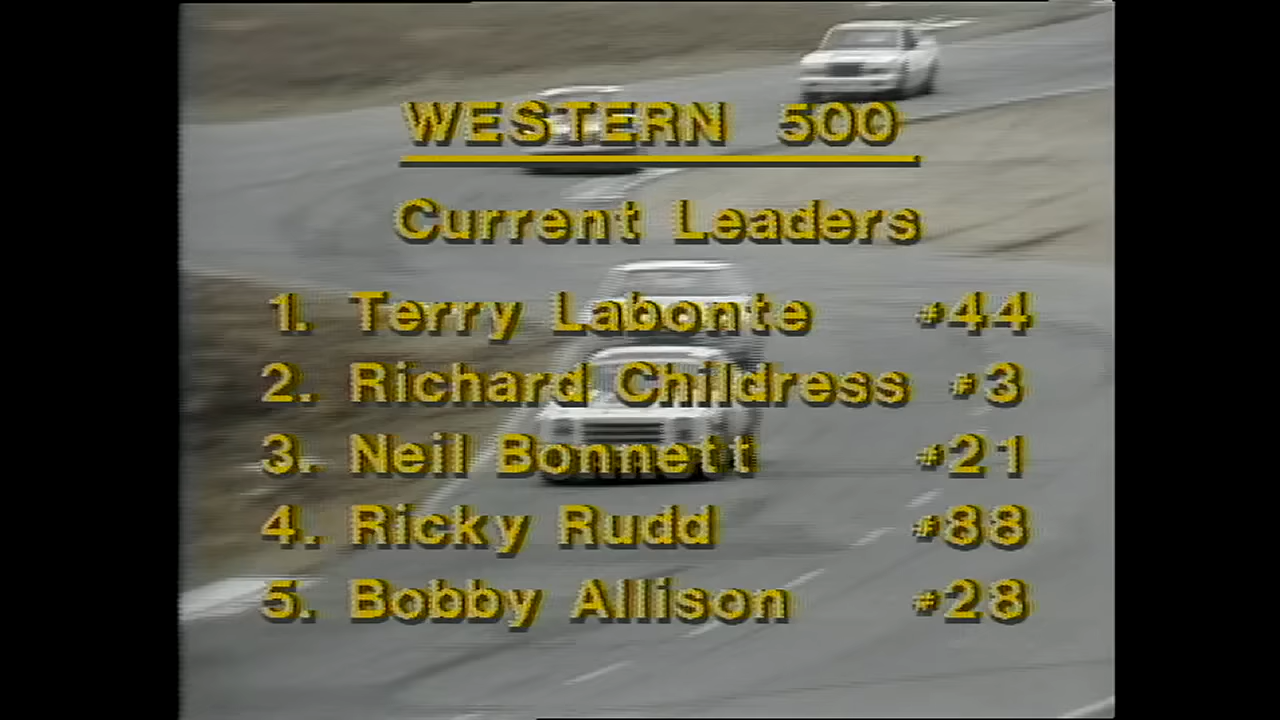 WESTERN 500
Current Leaders
1. Terry Labonte #44
2. Richard Childress #3
3. Neil Bonnett #21
4. Ricky Rudd #88
5. Bobby Allison #28